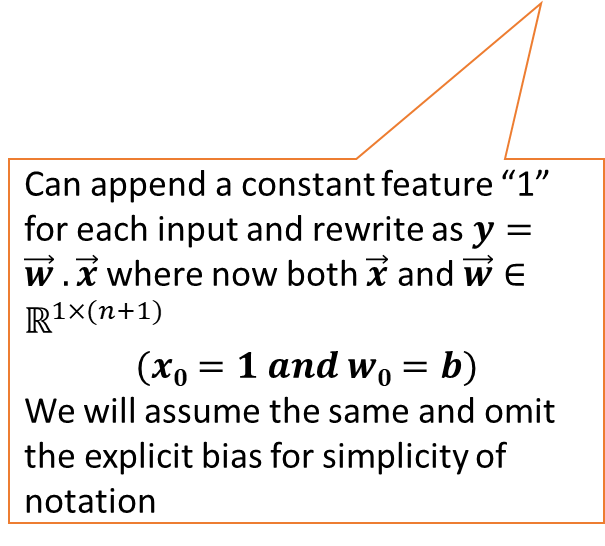 Can append a constant feature “1”
for each input and rewrite as y =
w⃗ . x⃗ where now both x⃗ and w⃗ ∈
ℝ^{1×(n+1)}
(x₀ = 1 and w₀ = b)
We will assume the same and omit
the explicit bias for simplicity of
notation